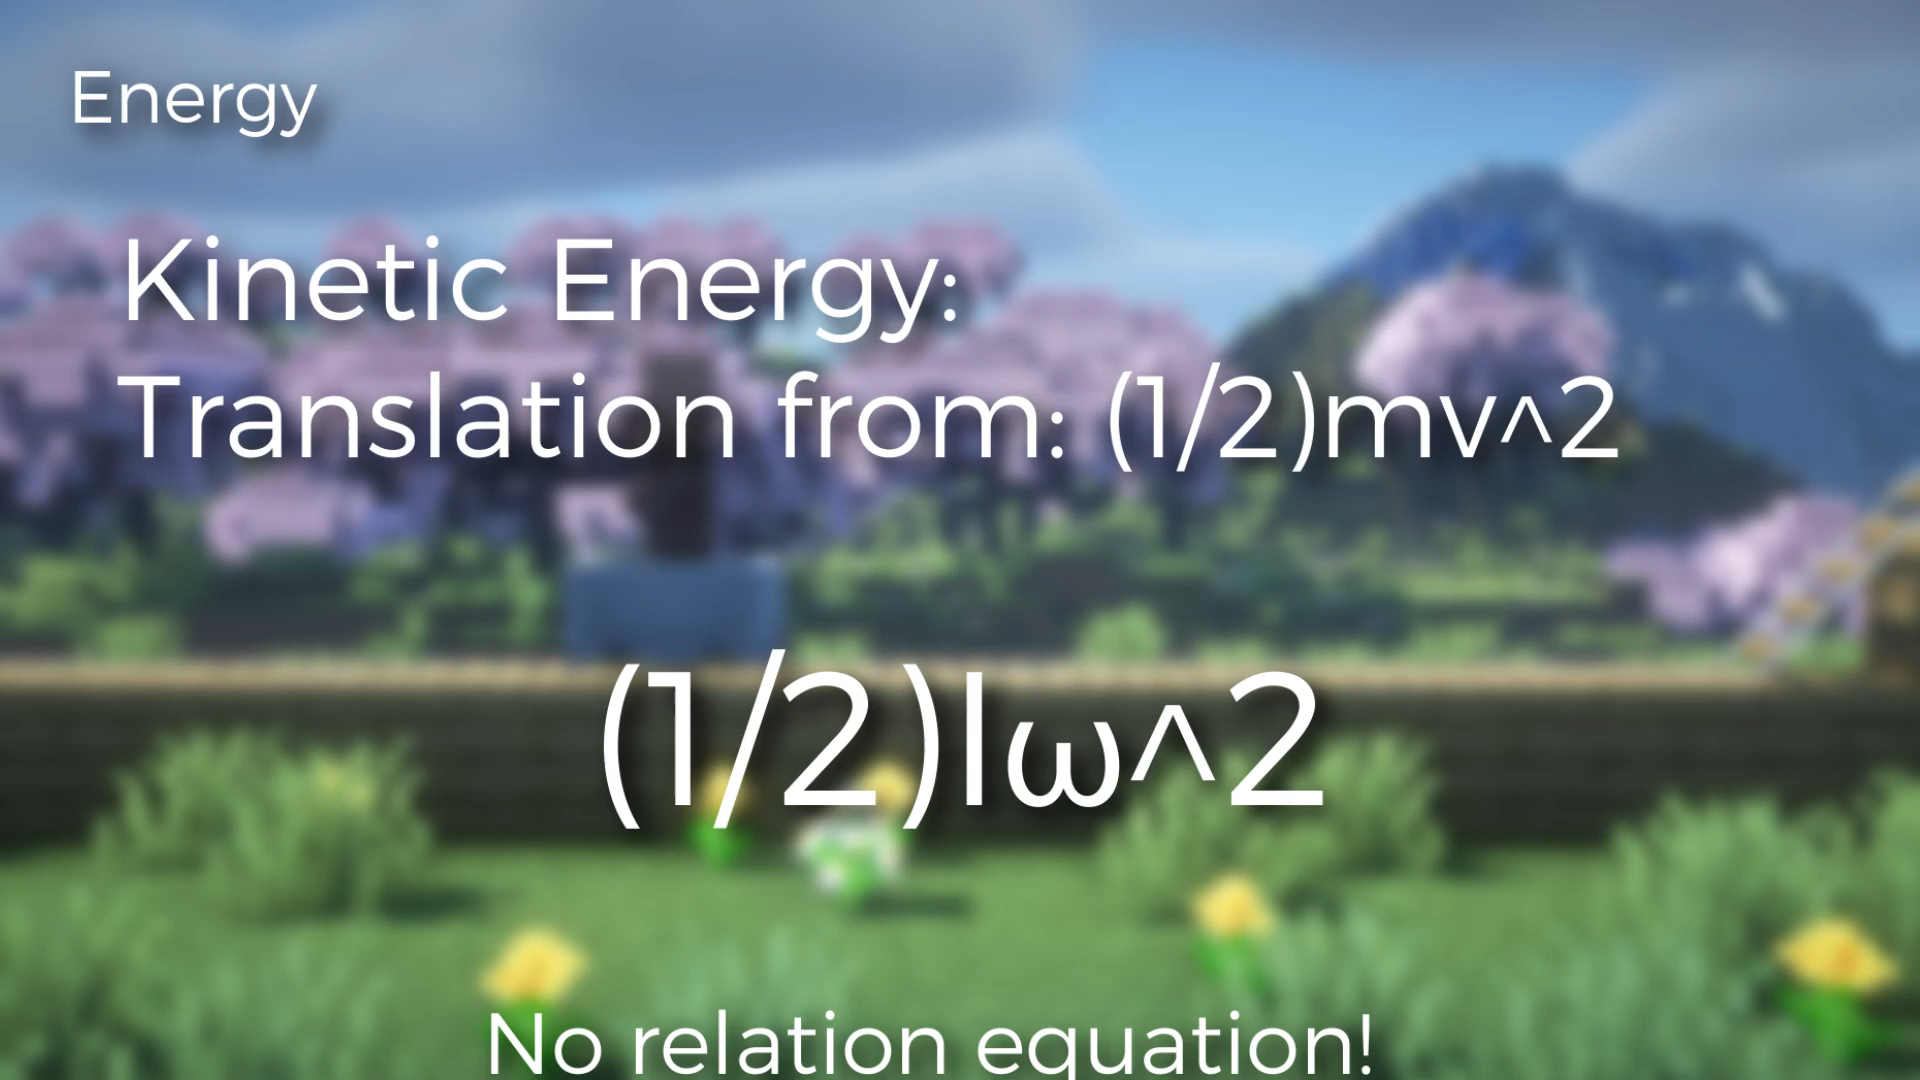 Energy
Kinetic Energy:
Translation from: (1/2)mv^2
(1/2)Iω^2
No relation equation!